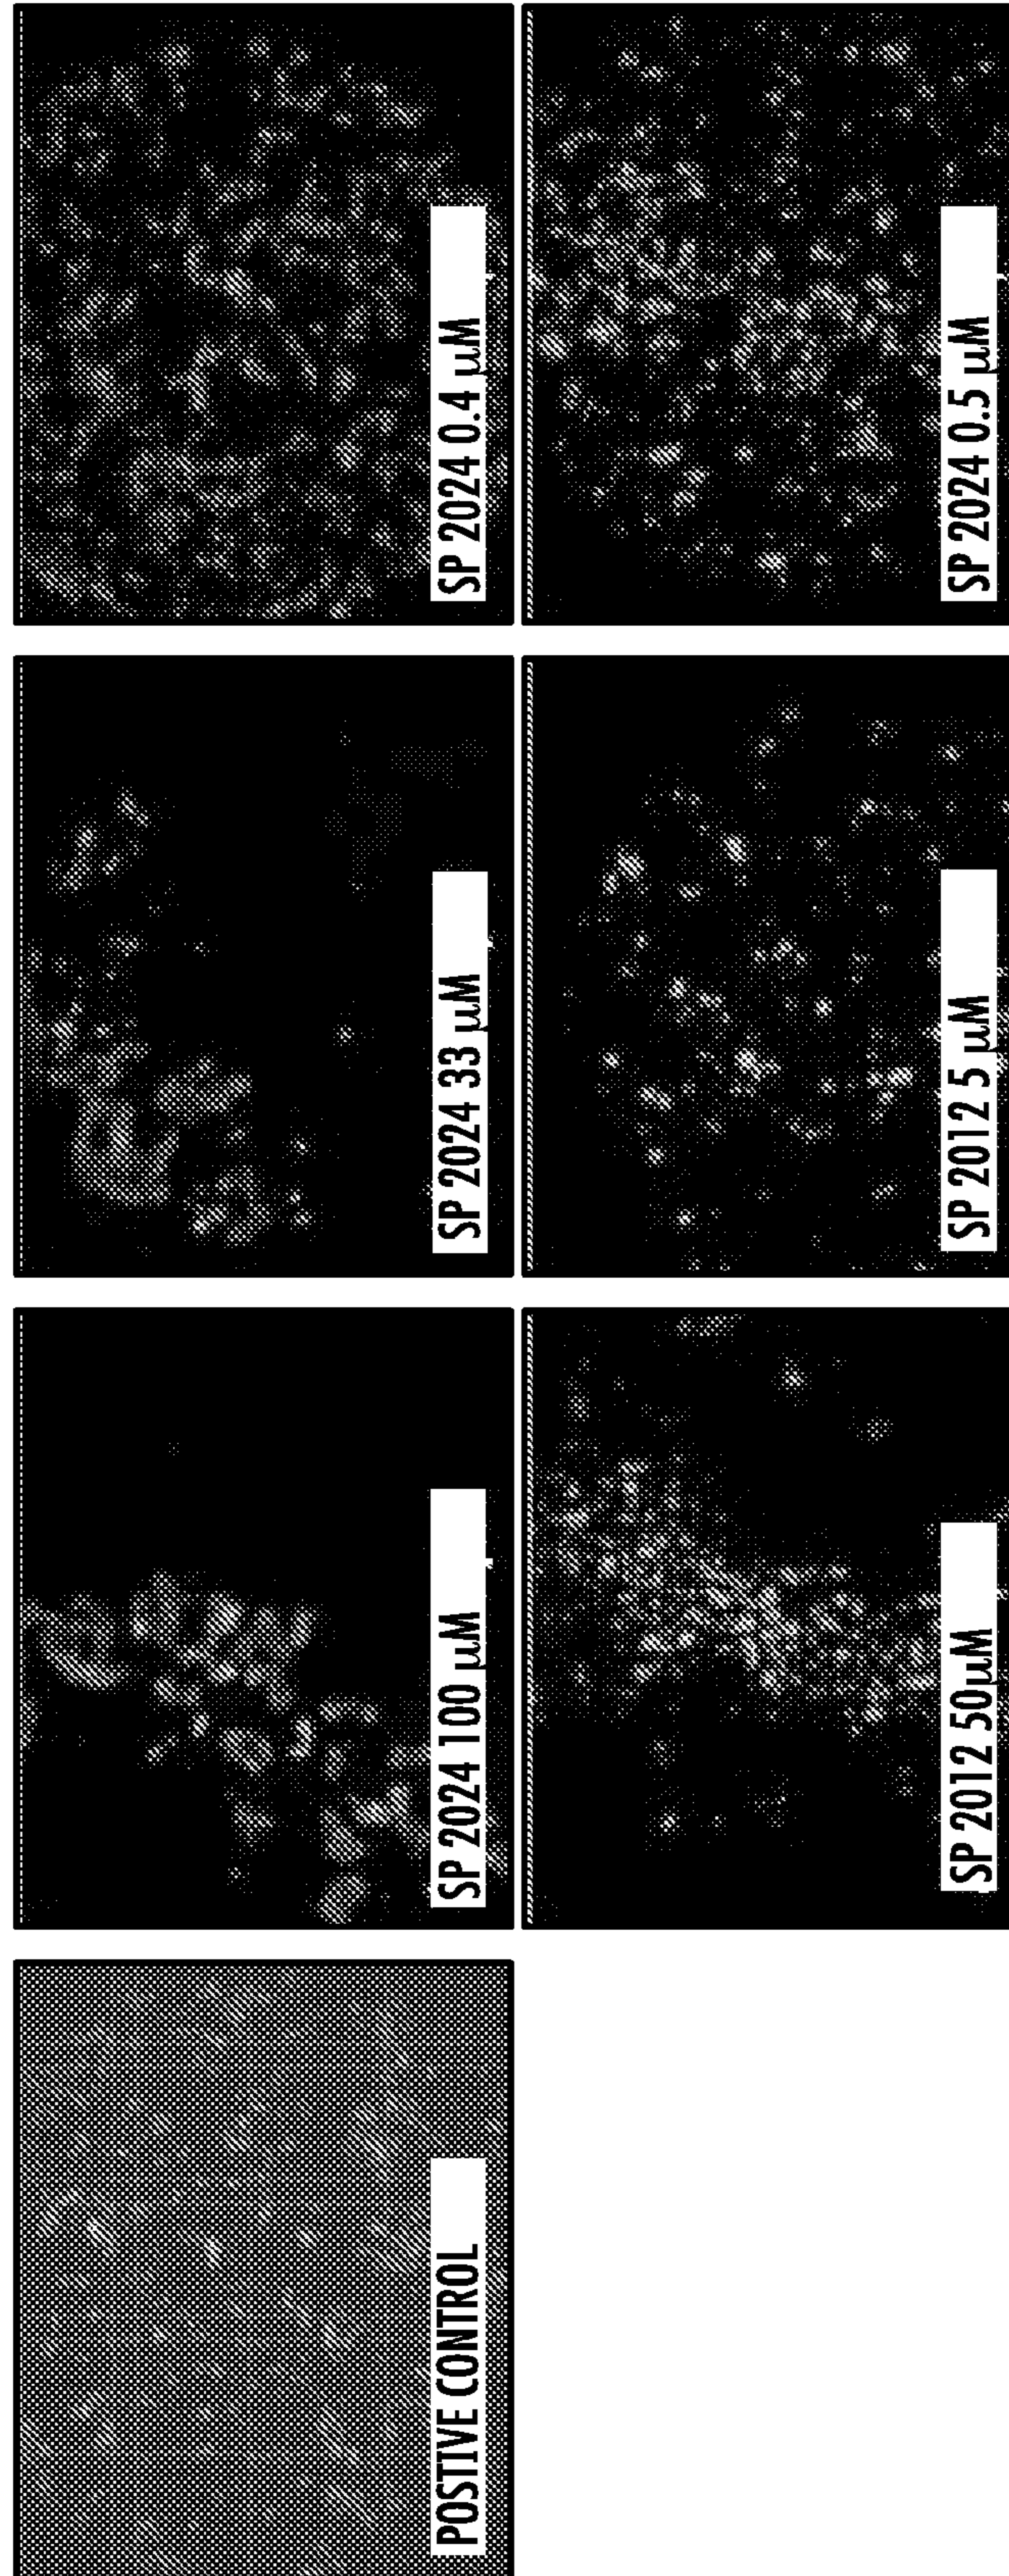 POSTIVE CONTROL
SP 2024 100 µM
SP 2024 33 µM
SP 2024 0.4 µM
SP 2012 50µM
SP 2012 5 µM
SP 2024 0.5 µM